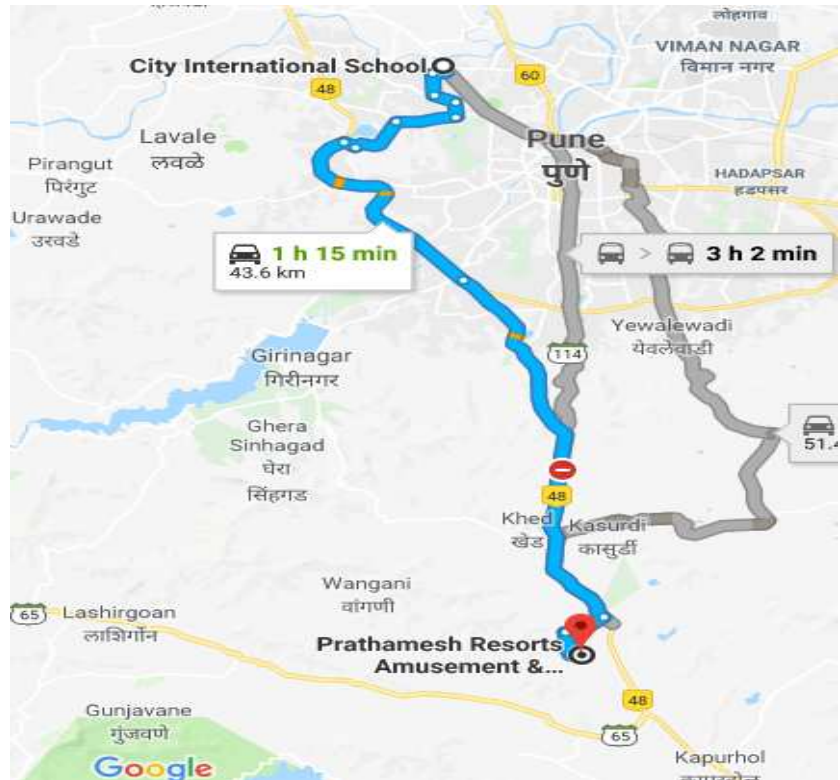 लोहगाव
VIMAN NAGAR
विमान नगर
City International School
60
48
Lavale
लवळे
Pune
पुणे
Pirangut
पिरंगुट
HADAPSAR
हडपसर
Urawade
उरवडे
1 h 15 min
43.6 km
> 3 h 2 min
Yewalewadi
येवलेवाडी
114
Girinagar
गिरीनगर
51.4
Ghera
Sinhagad
घेरा
सिंहगड
48
Khed
खेड
Kasurdi
कासुर्डी
Wangani
वांगणी
65
Lashirgoan
लाशिर्गोन
Prathamesh Resorts
Amusement &...
48
Gunjavane
गुंजवणे
65
Kapurhol
Google